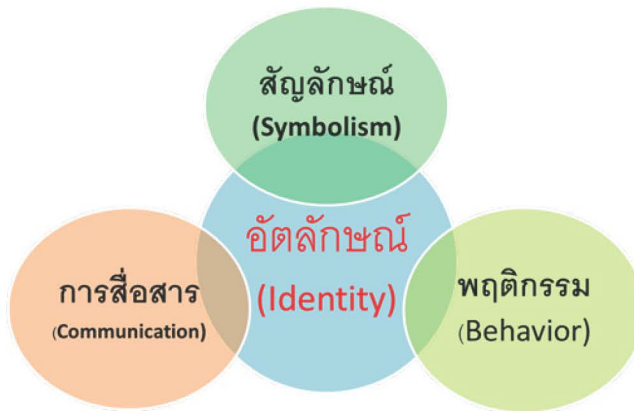 สัญลักษณ์
(Symbolism)
อัตลักษณ์
(Identity)
การสื่อสาร
(Communication)
พฤติกรรม
(Behavior)